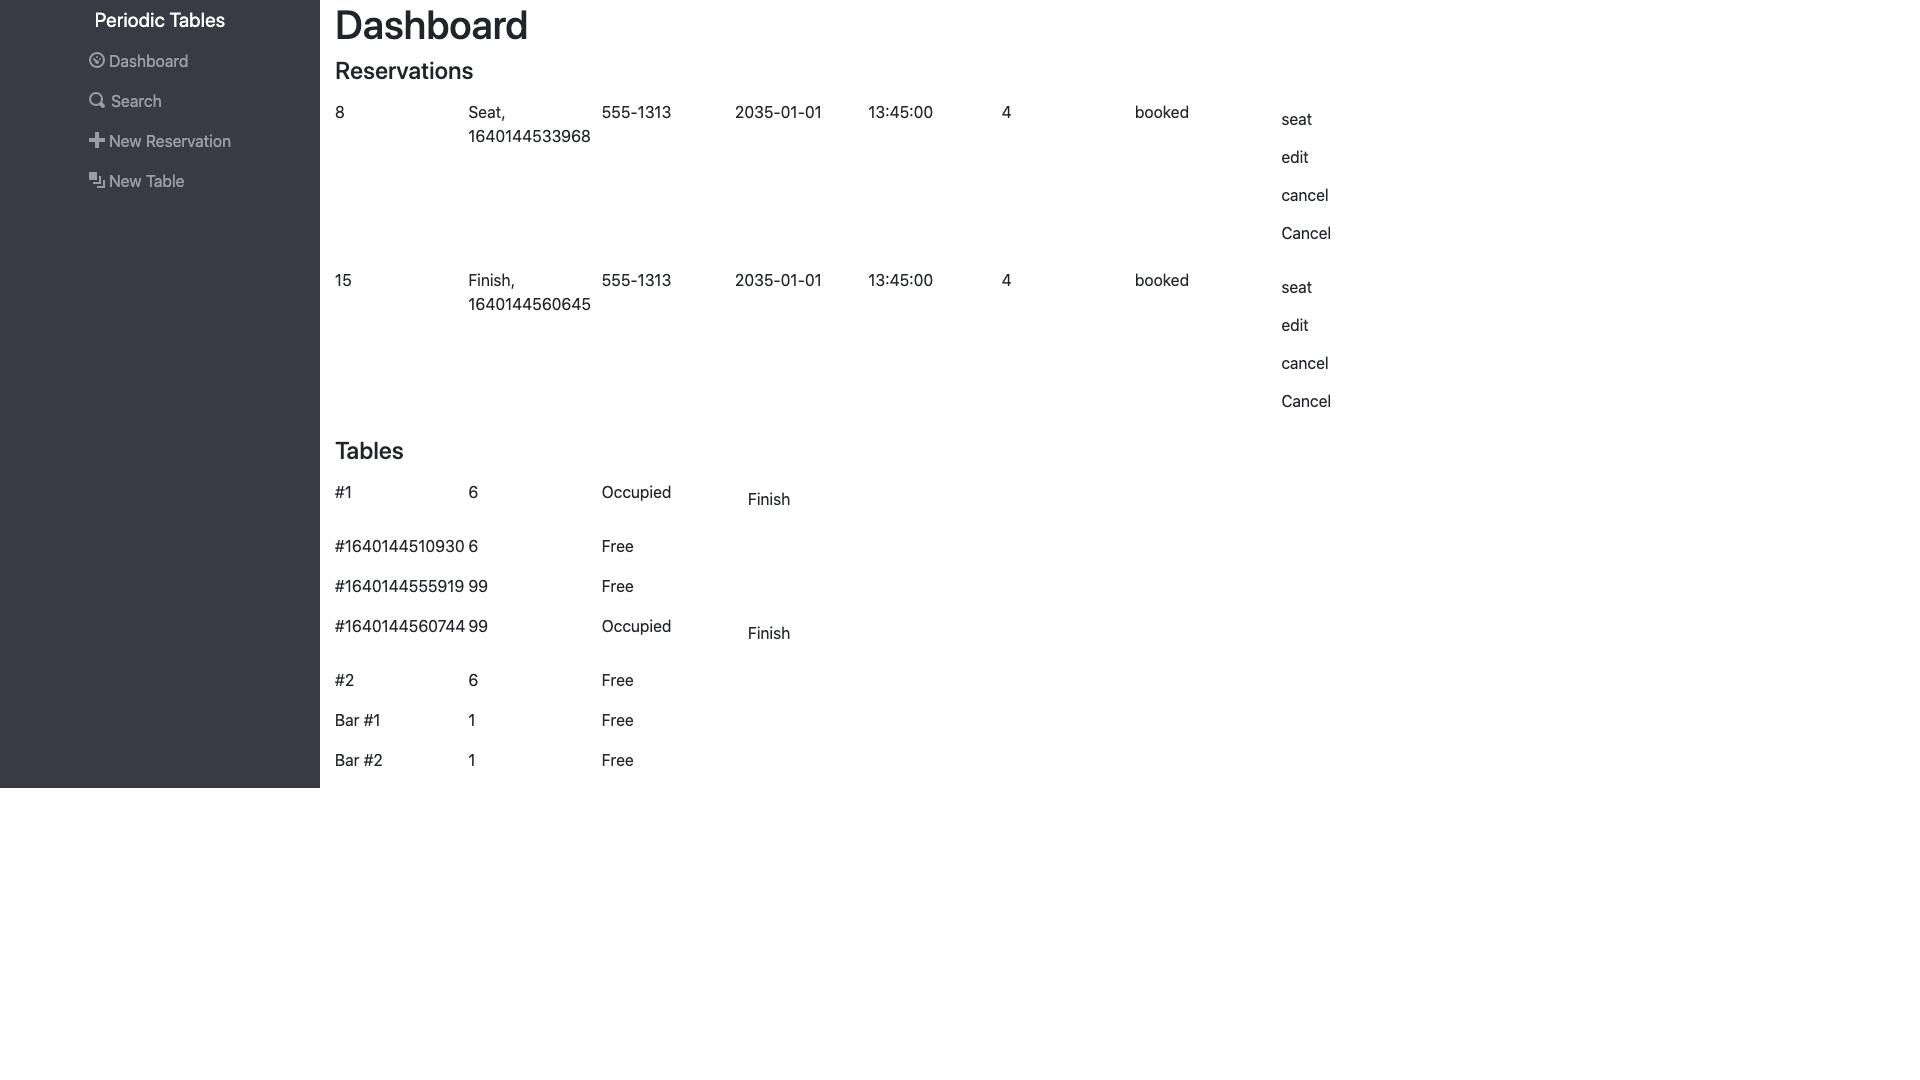 Periodic Tables
Dashboard
Search
New Reservation
New Table
Dashboard
Reservations
8 Seat, 555-1313 2035-01-01 13:45:00 4 booked seat
1640144533968
edit
cancel
Cancel
15 Finish, 555-1313 2035-01-01 13:45:00 4 booked seat
1640144560645
edit
cancel
Cancel
Tables
#1 6 Occupied Finish
#1640144510930 6 Free
#1640144555919 99 Free
#1640144560744 99 Occupied Finish
#2 6 Free
Bar #1 1 Free
Bar #2 1 Free